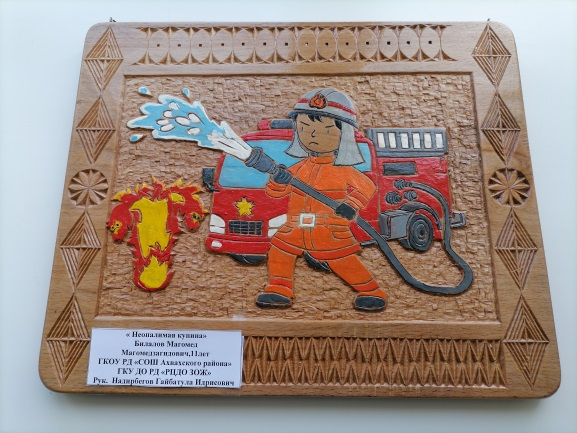 « Неопалимая купина»
Билалов Магомед
Магомедзагидович,11лет
ГКОУ РД «СОШ Ахвахского района»
ГКУ ДО РД «РЦДО ЗОЖ»
Рук. Надирбегов Гайбатула Идрисович